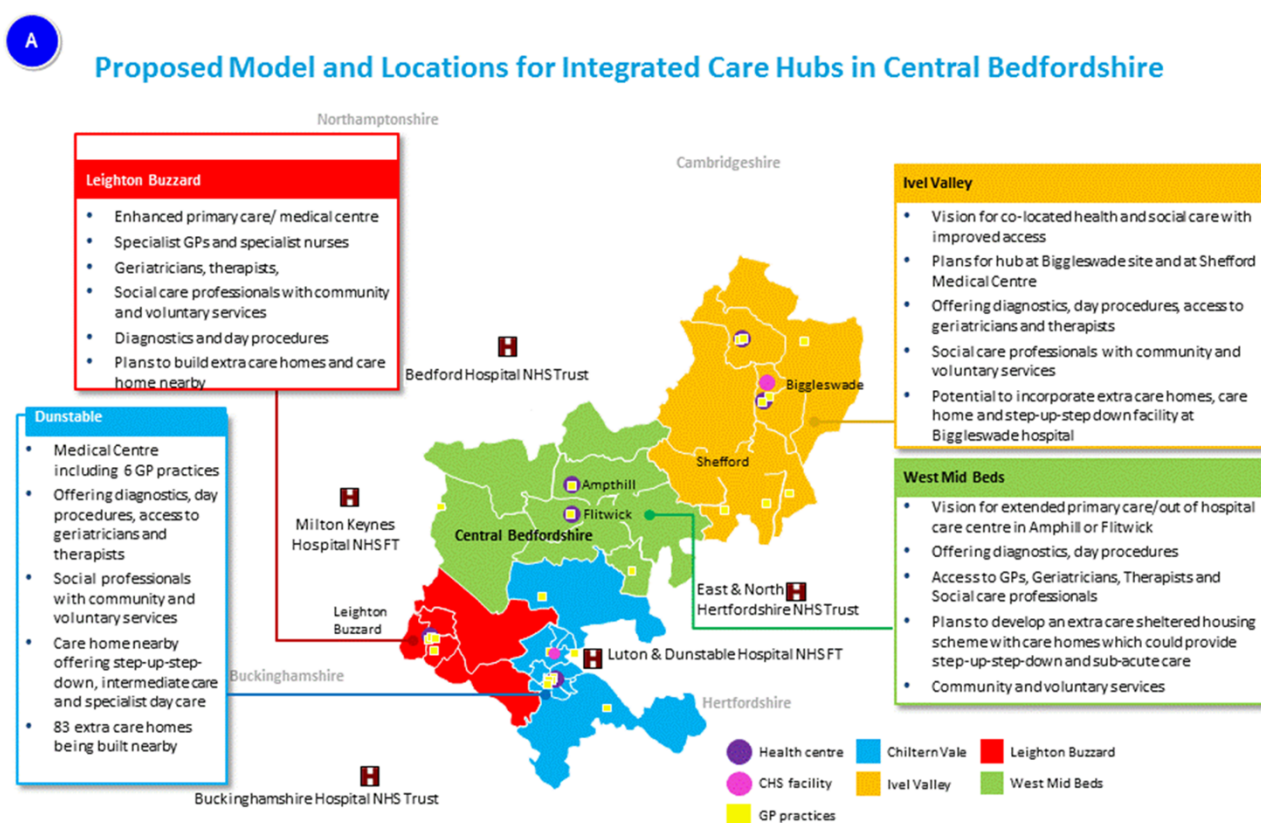 A
Proposed Model and Locations for Integrated Care Hubs in Central Bedfordshire
Northamptonshire
Cambridgeshire
Leighton Buzzard
• Enhanced primary care/ medical centre
• Specialist GPs and specialist nurses
• Geriatricians, therapists,
• Social care professionals with community
and voluntary services
• Diagnostics and day procedures
• Plans to build extra care homes and care
home nearby
Ivel Valley
• Vision for co-located health and social care with
improved access
• Plans for hub at Biggleswade site and at Shefford
Medical Centre
• Offering diagnostics, day procedures, access to
geriatricians and therapists
• Social care professionals with community and
voluntary services
• Potential to incorporate extra care homes, care
home and step-up-step down facility at
Biggleswade hospital
Dunstable
• Medical Centre
including 6 GP practices
• Offering diagnostics, day
procedures, access to
geriatricians and
therapists
• Social professionals
with community and
voluntary services
• Care home nearby
offering step-up-step-
down, intermediate care
and specialist day care
• 83 extra care homes
being built nearby
West Mid Beds
• Vision for extended primary care/out of hospital
care centre in Amphill or Flitwick
• Offering diagnostics, day procedures
• Access to GPs, Geriatricians, Therapists and
Social care professionals
• Plans to develop an extra care sheltered housing
scheme with care homes which could provide
step-up-step-down and sub-acute care
• Community and voluntary services
H
Bedford Hospital NHS Trust
Biggleswade
Shefford
Ampthill
Flitwick
Central Bedfordshire
H
Milton Keynes
Hospital NHS FT
East & North H
Hertfordshire NHS Trust
Leighton
Buzzard
H Luton & Dunstable Hospital NHS FT
Buckinghamshire
Hertfordshire
H
Buckinghamshire Hospital NHS Trust
Health centre
Chiltern Vale
Leighton Buzzard
CHS facility
Ivel Valley
West Mid Beds
GP practices